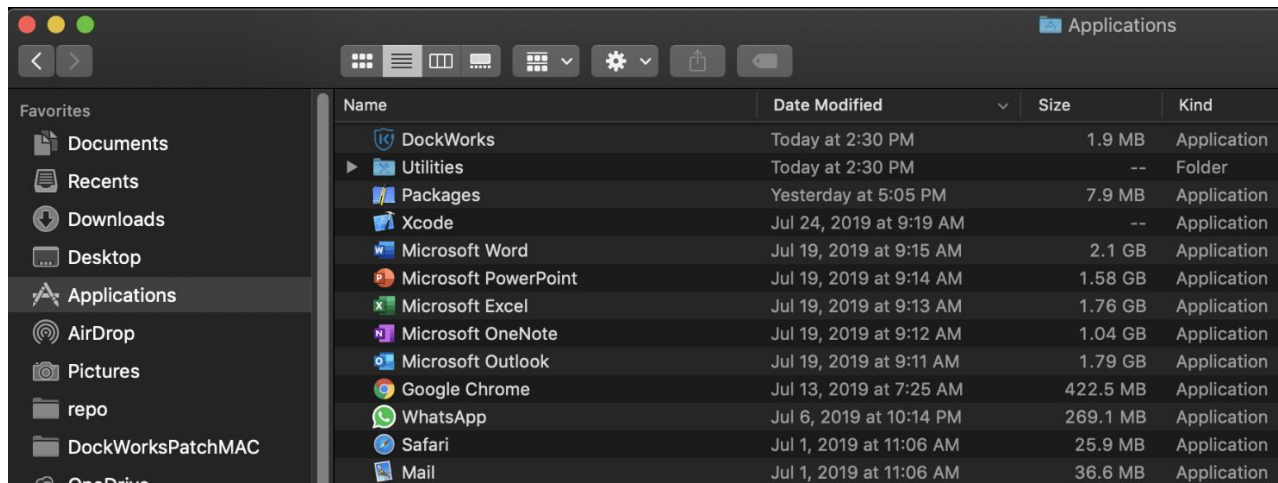 Applications
Favorites
Documents
Recents
Downloads
Desktop
Applications
AirDrop
Pictures
repo
DockWorksPatchMAC
OneDrive
Name Date Modified Size Kind
DockWorks Today at 2:30 PM 1.9 MB Application
Utilities Today at 2:30 PM -- Folder
Packages Yesterday at 5:05 PM 7.9 MB Application
Xcode Jul 24, 2019 at 9:19 AM -- Application
Microsoft Word Jul 19, 2019 at 9:15 AM 2.1 GB Application
Microsoft PowerPoint Jul 19, 2019 at 9:14 AM 1.58 GB Application
Microsoft Excel Jul 19, 2019 at 9:13 AM 1.76 GB Application
Microsoft OneNote Jul 19, 2019 at 9:12 AM 1.04 GB Application
Microsoft Outlook Jul 19, 2019 at 9:11 AM 1.79 GB Application
Google Chrome Jul 13, 2019 at 7:25 AM 422.5 MB Application
WhatsApp Jul 6, 2019 at 10:14 PM 269.1 MB Application
Safari Jul 1, 2019 at 11:06 AM 25.9 MB Application
Mail Jul 1, 2019 at 11:06 AM 36.6 MB Application